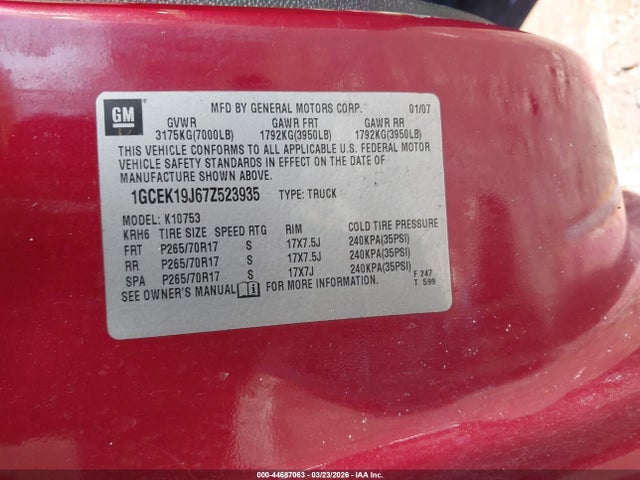 GM
MFD BY GENERAL MOTORS CORP. 01/07
GVWR GAWR FRT GAWR RR
3175KG(7000LB) 1792KG(3950LB) 1792KG(3950LB)
THIS VEHICLE CONFORMS TO ALL APPLICABLE U.S. FEDERAL MOTOR
VEHICLE SAFETY STANDARDS IN EFFECT ON THE DATE OF
MANUFACTURE SHOWN ABOVE.
1GCEK19J67Z523935 TYPE: TRUCK
MODEL: K10753
KRH6 TIRE SIZE SPEED RTG RIM COLD TIRE PRESSURE
FRT P265/70R17 S 17X7.5J 240KPA(35PSI)
RR P265/70R17 S 17X7.5J 240KPA(35PSI)
SPA P265/70R17 S 17X7J 240KPA(35PSI)
SEE OWNER'S MANUAL FOR MORE INFORMATION. F 247
T 599
000-44687063 - 03/23/2026 - IAA, Inc.